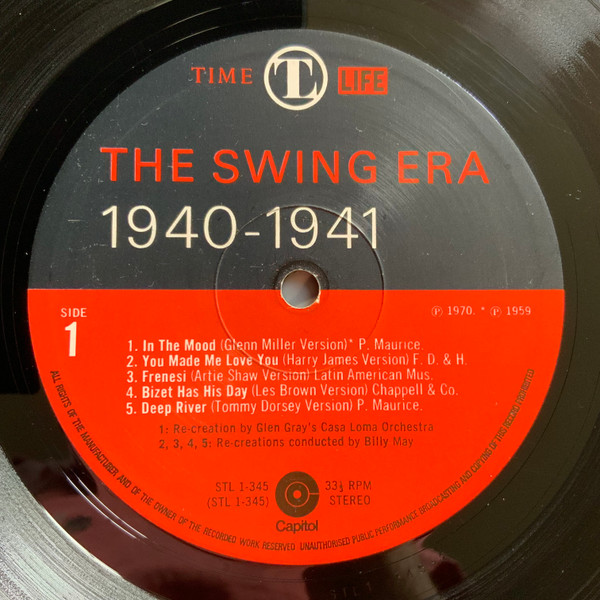 TIME TL LIFE
THE SWING ERA
1940-1941
SIDE
1
℗ 1970. * ℗ 1959
1. In The Mood (Glenn Miller Version)* P. Maurice.
2. You Made Me Love You (Harry James Version) F. D. & H.
3. Frenesi (Artie Shaw Version) Latin American Mus.
4. Bizet Has His Day (Les Brown Version) Chappell & Co.
5. Deep River (Tommy Dorsey Version) P. Maurice.
1: Re-creation by Glen Gray's Casa Loma Orchestra
2, 3, 4, 5: Re-creations conducted by Billy May
STL 1-345 33⅓ RPM
(STL 1-345) STEREO
Capitol
ALL RIGHTS OF THE MANUFACTURER AND OF THE OWNER OF THE RECORDED WORK RESERVED. UNAUTHORISED PUBLIC PERFORMANCE BROADCASTING AND COPYING OF THIS RECORD PROHIBITED